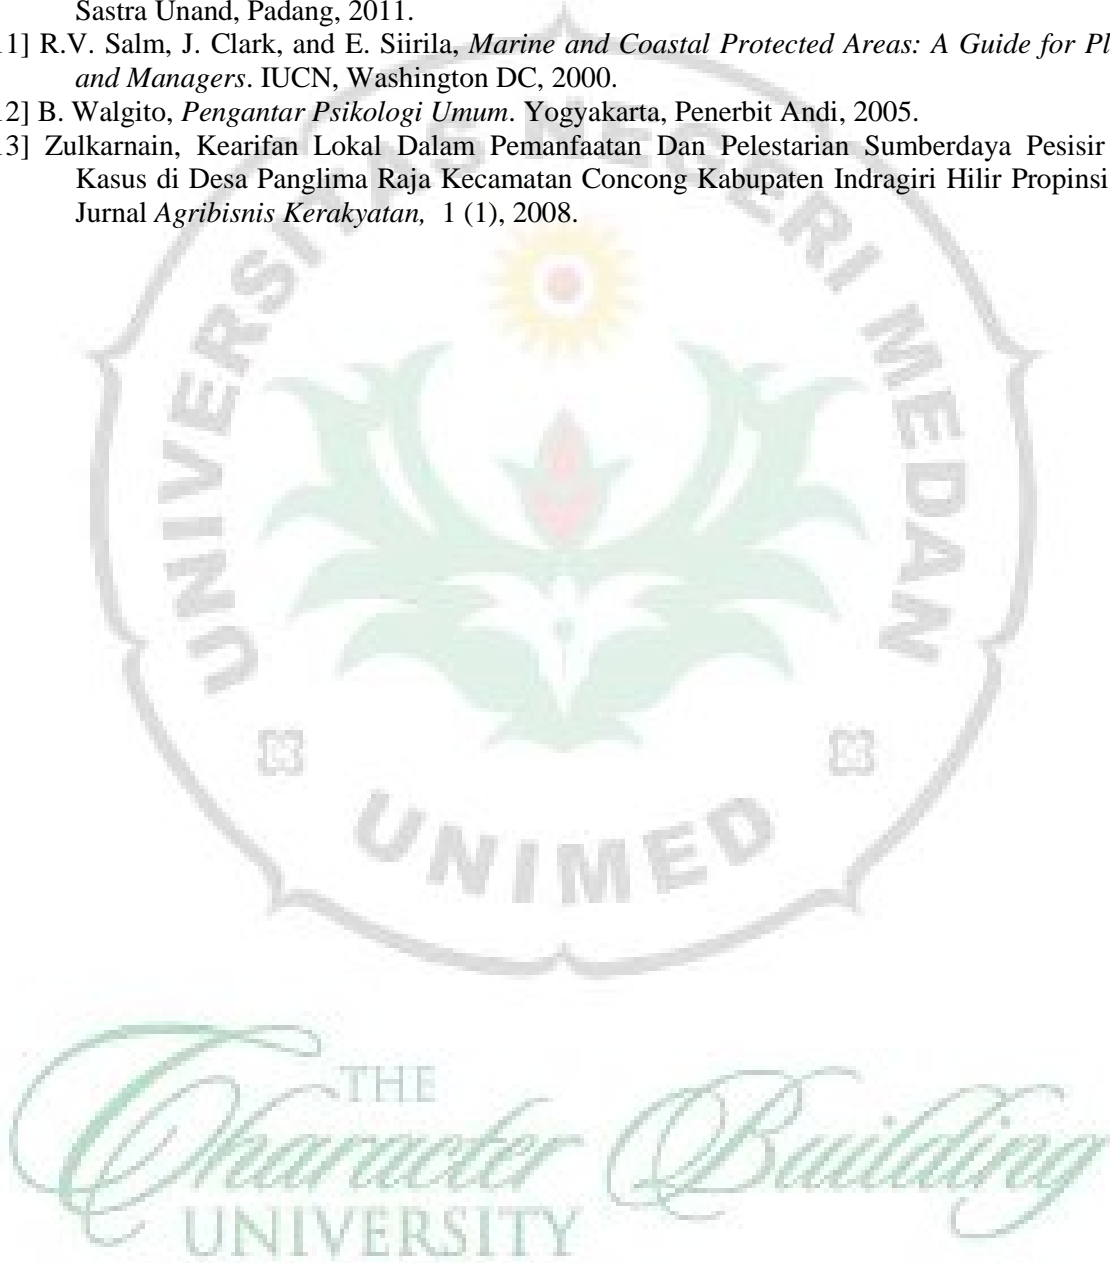 Sastra Unand, Padang, 2011.
11] R.V. Salm, J. Clark, and E. Siirila, Marine and Coastal Protected Areas: A Guide for Pl
and Managers. IUCN, Washington DC, 2000.
12] B. Walgito, Pengantar Psikologi Umum. Yogyakarta, Penerbit Andi, 2005.
13] Zulkarnain, Kearifan Lokal Dalam Pemanfaatan Dan Pelestarian Sumberdaya Pesisir
Kasus di Desa Panglima Raja Kecamatan Concong Kabupaten Indragiri Hilir Propinsi
Jurnal Agribisnis Kerakyatan, 1 (1), 2008.
UNIVERSITAS NEGERI MEDAN
UNIMED
THE
Character Building
UNIVERSITY